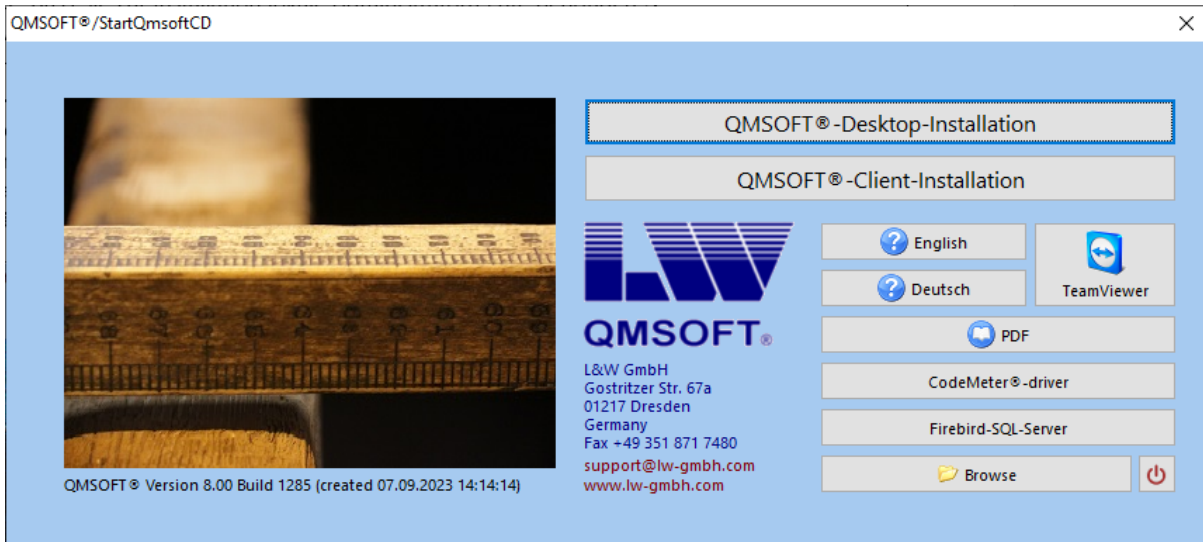 QMSOFT®/StartQmsoftCD
QMSOFT®-Desktop-Installation
QMSOFT®-Client-Installation
LW
QMSOFT®
L&W GmbH
Gostritzer Str. 67a
01217 Dresden
Germany
Fax +49 351 871 7480
support@lw-gmbh.com
www.lw-gmbh.com
English
Deutsch
TeamViewer
PDF
CodeMeter®-driver
Firebird-SQL-Server
Browse
QMSOFT® Version 8.00 Build 1285 (created 07.09.2023 14:14:14)